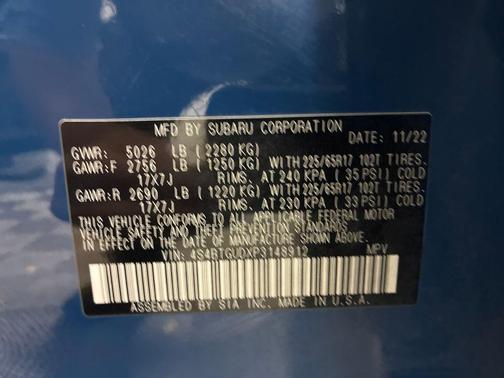 MFD BY SUBARU CORPORATION
DATE: 11/22
GVWR: 5026 LB (2280 KG)
GAWR:F 2756 LB (1250 KG) WITH 225/65R17 102T TIRES.
17X7J RIMS. AT 240 KPA (35 PSI) COLD
GAWR:R 2690 LB (1220 KG) WITH 225/65R17 102T TIRES.
17X7J RIMS. AT 230 KPA (33 PSI) COLD
THIS VEHICLE CONFORMS TO ALL APPLICABLE FEDERAL MOTOR
VEHICLE SAFETY AND THEFT PREVENTION STANDARDS
IN EFFECT ON THE DATE OF MANUFACTURE SHOWN ABOVE.
VIN: 4S4BTGUDXP3148912 MPV
ASSEMBLED BY SIA INC. MADE IN U.S.A.